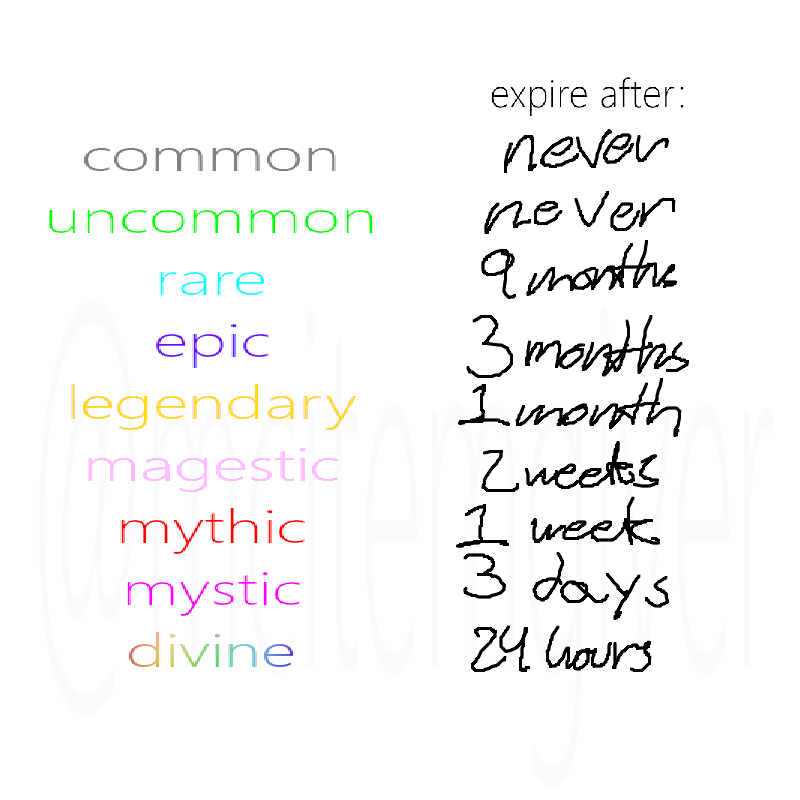 expire after:
common never
uncommon never
rare 9 months
epic 3 months
legendary 1 month
magestic 2 weeks
mythic 1 week
mystic 3 days
divine 24 hours